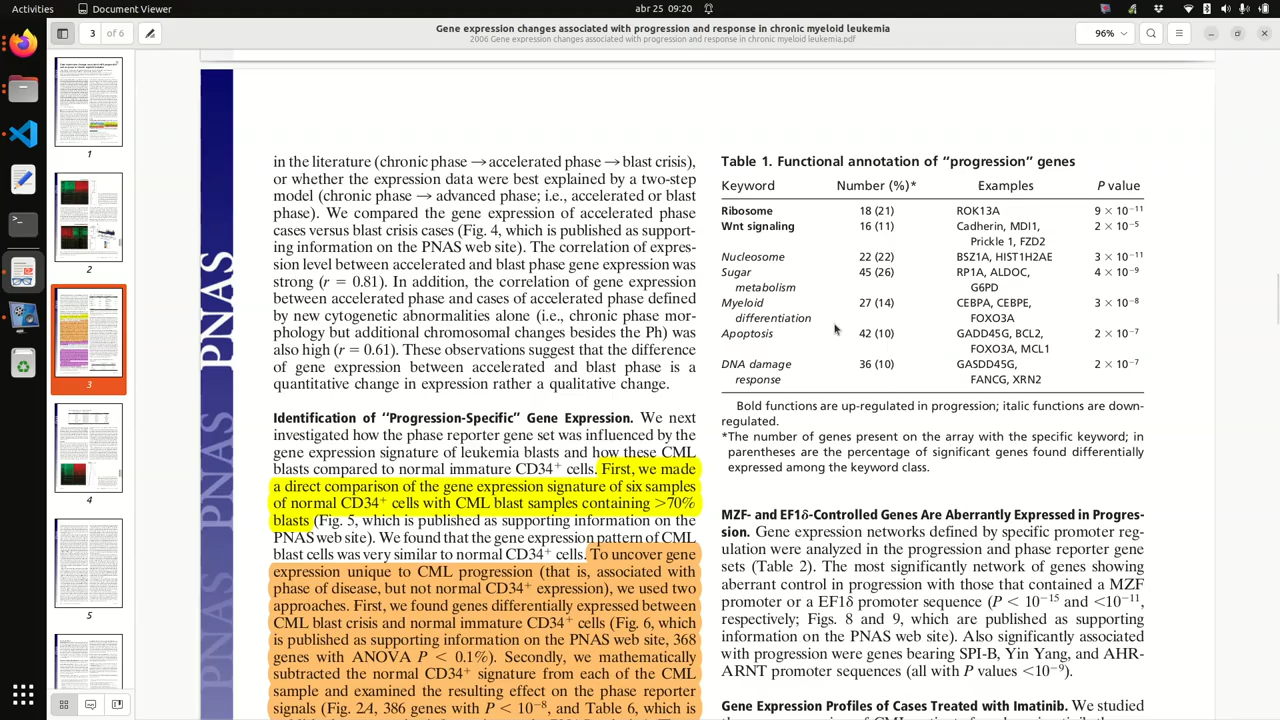 Activities
Document Viewer
abr 25 09:20
3 of 6
Gene expression changes associated with progression and response in chronic myeloid leukemia
2006 Gene expression changes associated with progression and response in chronic myeloid leukemia.pdf
96%
1
2
3
4
5
PNAS
PNAS
PNAS
in the literature (chronic phase → accelerated phase → blast crisis),
or whether the expression data were best explained by a two-step
model (chronic phase → advanced phase; i.e., accelerated or blast
phase). We compared the gene expression of accelerated phase
cases versus blast crisis cases (Fig. 4, which is published as support-
ing information on the PNAS web site). The correlation of expres-
sion level between accelerated and blast phase gene expression was
strong (r = 0.81). In addition, the correlation of gene expression
between accelerated phase and cases of accelerated phase defined
by new cytogenetic abnormalities alone (i.e., chronic phase mor-
phology with additional chromosomal changes besides the Ph) was
also high (r = 0.67). These observations suggest that the difference
of gene expression between accelerated and blast phase is a
quantitative change in expression rather a qualitative change.
Identification of “Progression-Specific” Gene Expression. We next
investigated how the phase reporter gene set was influenced by the
gene expression signature of leukemia blasts and how these CML
blasts compared to normal immature CD34+ cells. First, we made
a direct comparison of the gene expression signature of six samples
of normal CD34+ cells with CML blast samples containing >70%
blasts (Fig. 5, which is published as supporting information on the
PNAS web site). We found that the gene expression pattern of CML
blast cells was very similar to normal CD34+ cells. To uncover gene
expression unique to CML progression (that is associated with
phase of disease, but not normal CD34+ expression), we used two
approaches. First, we found genes differentially expressed between
CML blast crisis and normal immature CD34+ cells (Fig. 6, which
is published as supporting information on the PNAS web site, 368
genas by ANOVA at P < 10−11%). Second, we mathematically
subtracted the normal CD34+ signature from each of the CML
sample and examined the resulting effect on the phase reporter
signals (Fig. 2A, 386 genes with P < 10−8, and Table 6, which is
Table 1. Functional annotation of “progression” genes
Keyword Number (%)* Examples P value
Ribosome 18 (21) ROK13A 9 × 10−11
Wnt signaling 16 (11) Cadherin, MDI1, 2 × 10−5
Prickle 1, FZD2
Nucleosome 22 (22) BSZ1A, HIST1H2AE 3 × 10−11
Sugar 45 (26) RP1A, ALDOC, 4 × 10−9
metabolism G6PD
Myeloid 27 (14) CEBPA, CEBPE, 3 × 10−8
differentiation FOXO3A
Apoptosis 42 (10) GADD45G, BCL2, 2 × 10−7
FOXO3A, MCL1
DNA damage 36 (10) GASDD45G, 2 × 10−7
response FANCG, XRN2
Bold functions are up-regulated in progression; italic functions are down-
regulated.
*The number of genes present on the array with the specific keyword; in
parentheses are the percentage of significant genes found differentially
expressed among the keyword class.
MZF- and EF1δ-Controlled Genes Are Aberrantly Expressed in Progres-
sion. Gene expression networks defined by specific promoter reg-
ulation were analyzed in the progression and phase reporter gene
sets (Table 2). The most significantly network of genes showing
aberrant control in progression with those that contained a MZF
promoter or a EF1δ promoter sequence (P < 10−15 and <10−11,
respectively; Figs. 8 and 9, which are published as supporting
information on the PNAS web site). Also significantly associated
with progression were genes bearing SPI-B, Yin Yang, and AHR-
ARNT promoter sequences (all with P values <10−9).
Gene Expression Profiles of Cases Treated with Imatinib. We studied